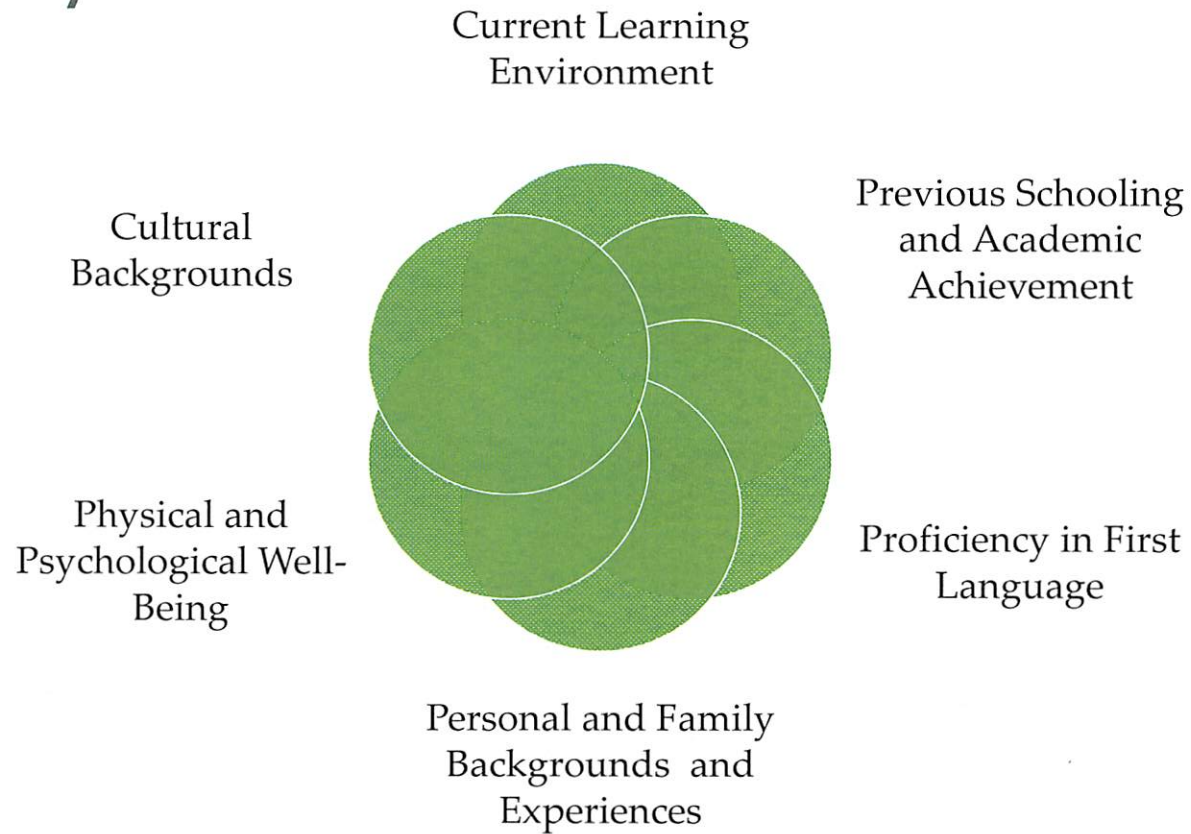 Current Learning
Environment
Previous Schooling
and Academic
Achievement
Proficiency in First
Language
Personal and Family
Backgrounds and
Experiences
Physical and
Psychological Well-
Being
Cultural
Backgrounds